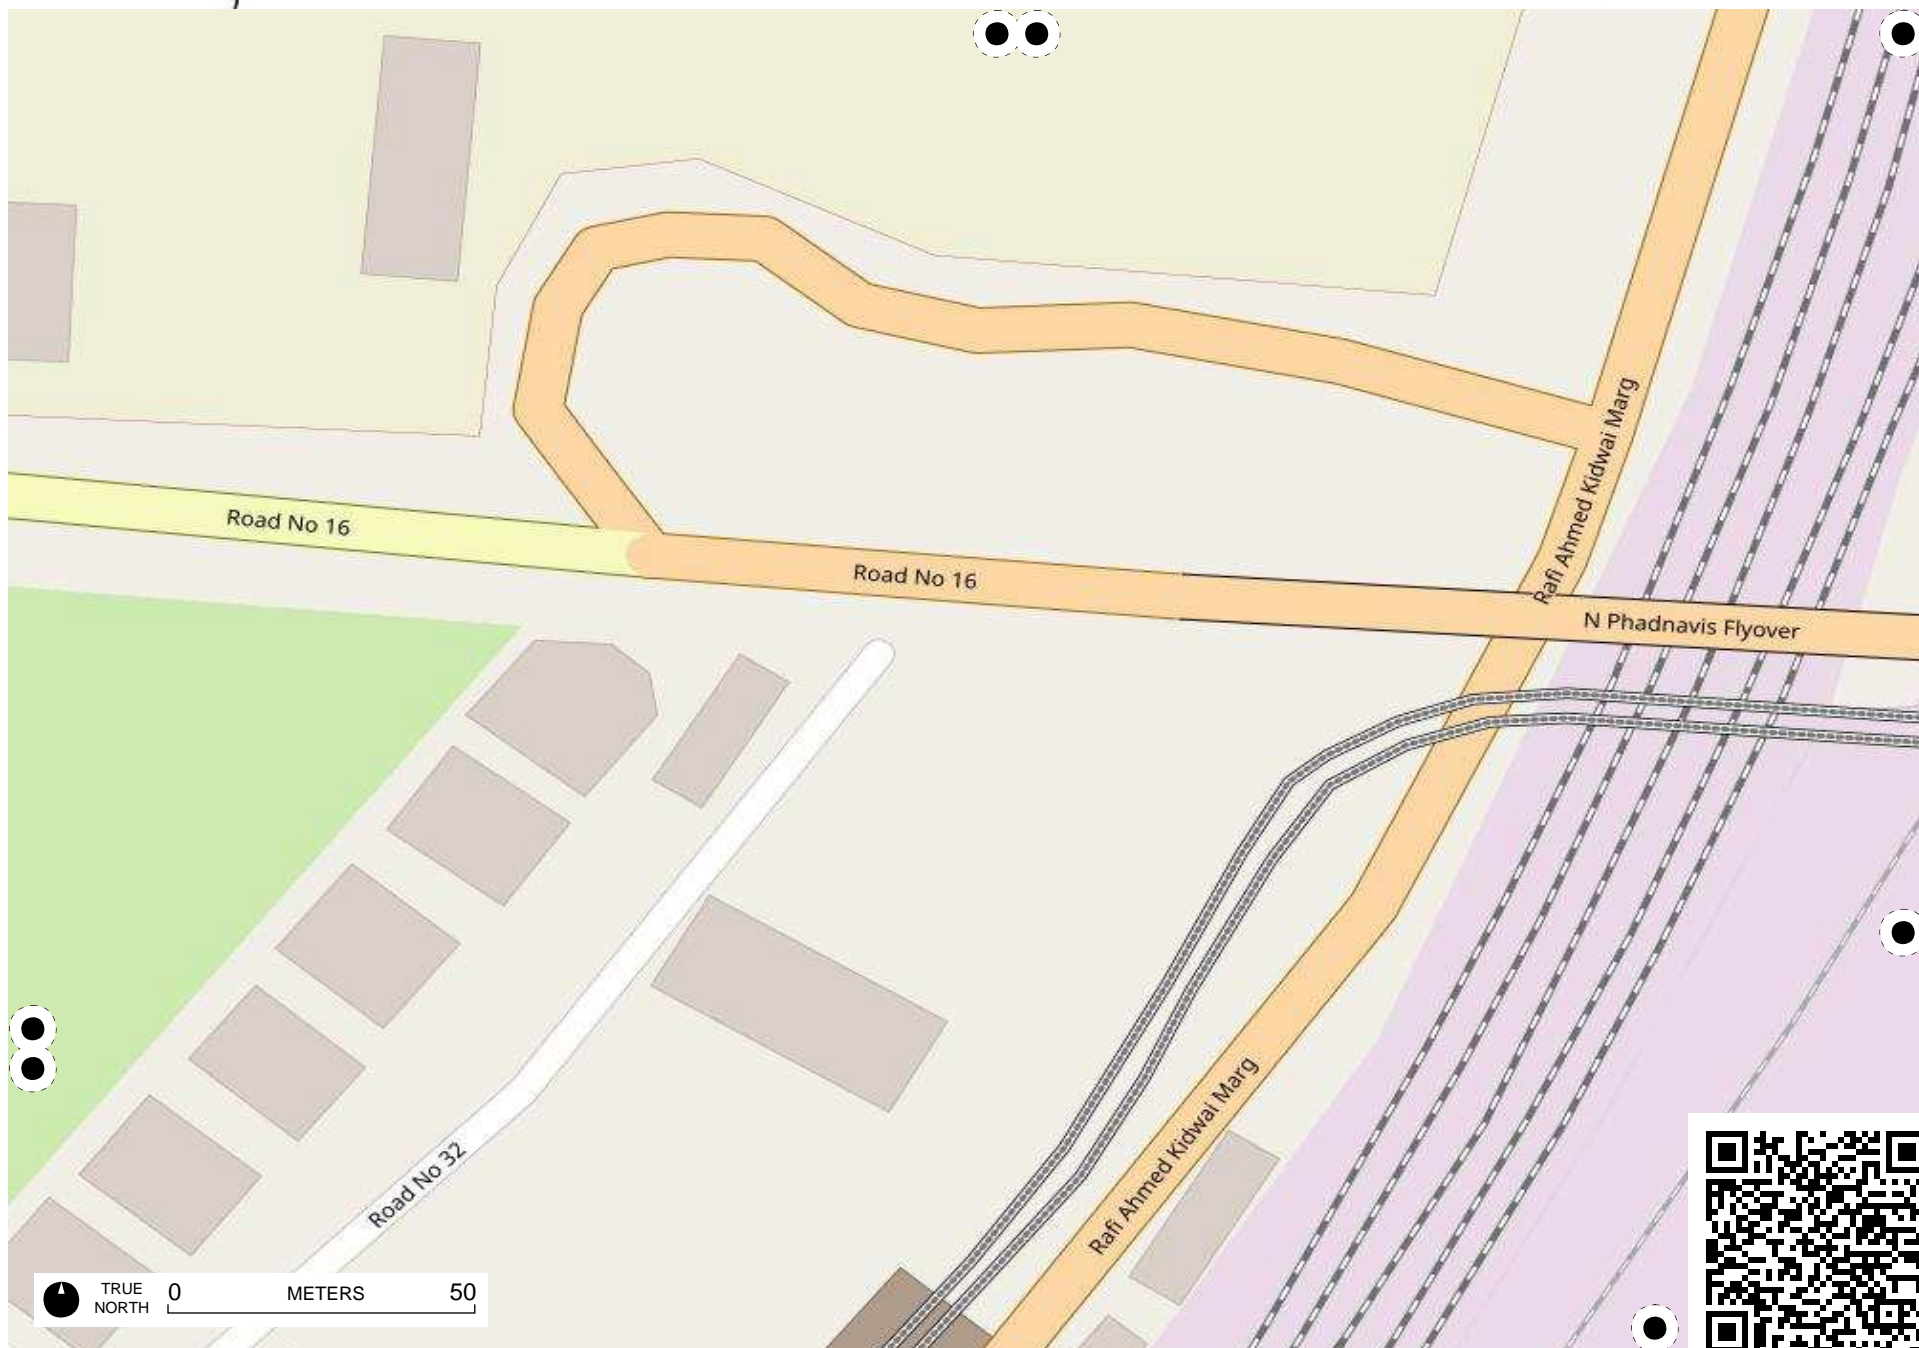 Rafi Ahmed Kidwai Marg
Road No 16
Road No 16
N Phadnavis Flyover
Rafi Ahmed Kidwai Marg
Road No 32
TRUE
NORTH
0 METERS 50